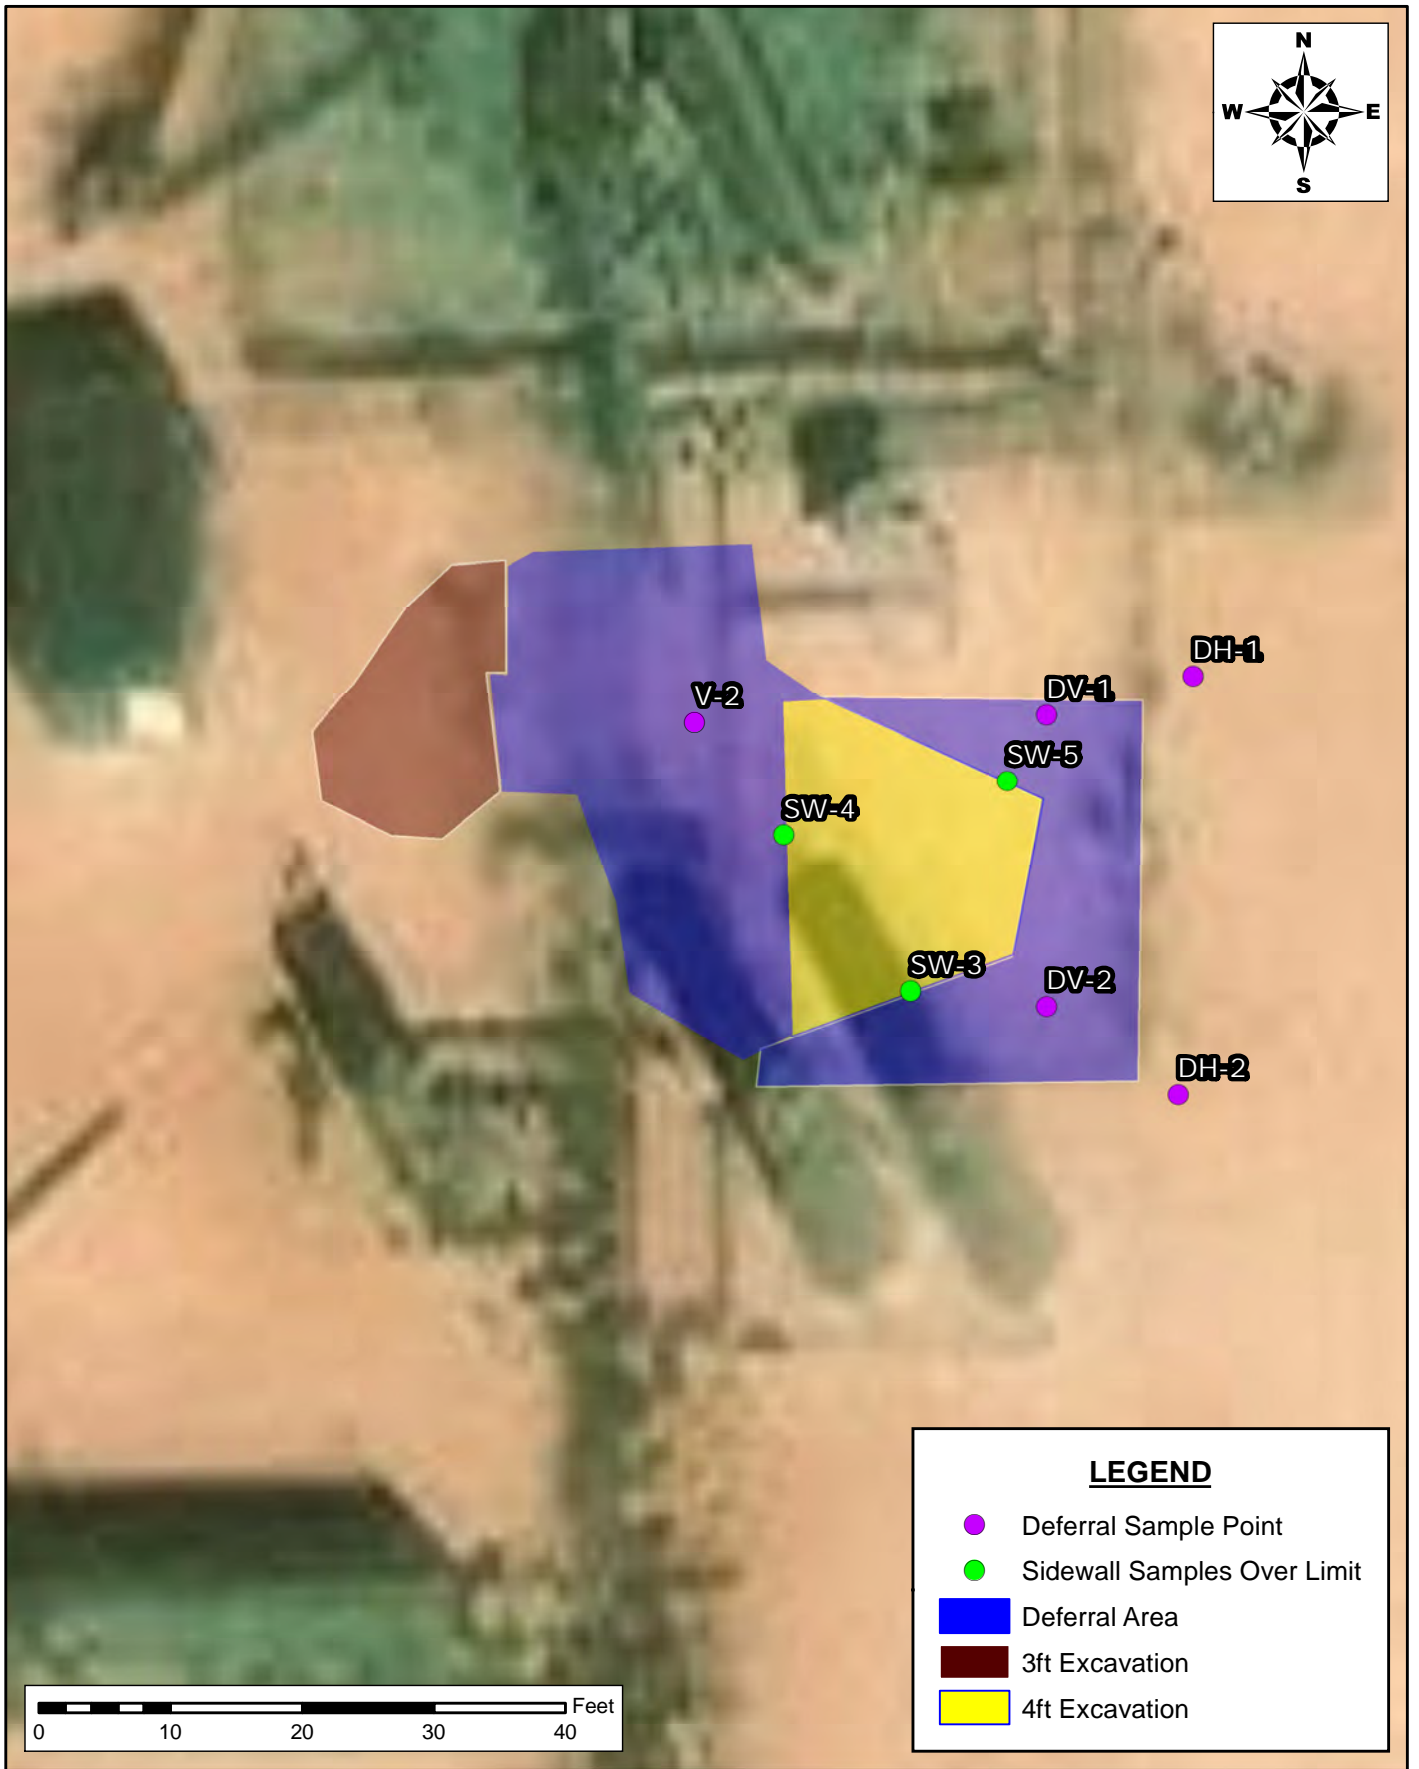 N
W E
S
DH-1
DV-1
V-2
SW-5
SW-4
SW-3
DV-2
DH-2
LEGEND
Deferral Sample Point
Sidewall Samples Over Limit
Deferral Area
3ft Excavation
4ft Excavation
Feet
0 10 20 30 40